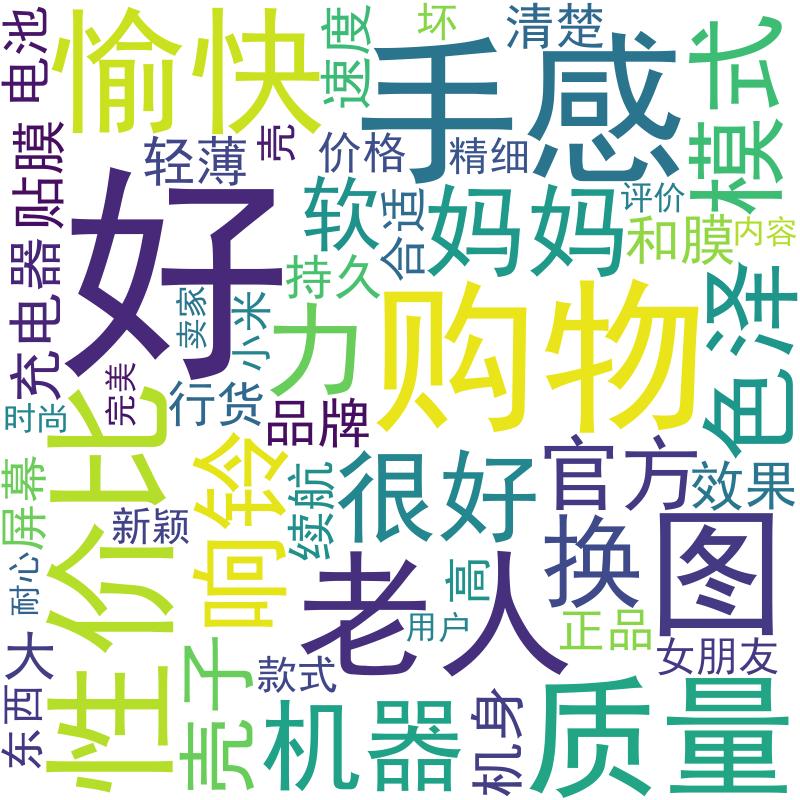 电池
愉快
速度
坏
清楚
手感
模式
贴膜
轻薄
壳
价格
精细
评价
好
软
合适
妈妈
和膜
内容
充电器
卖家
小米
持久
购物
色泽
力
完美
时尚
行货
品牌
性价比
响铃
续航
很好
官方
效果
屏幕
新颖
换
图
耐心
老人
高
用户
正品
女朋友
大
东西
壳子
款式
机器
机身
质量